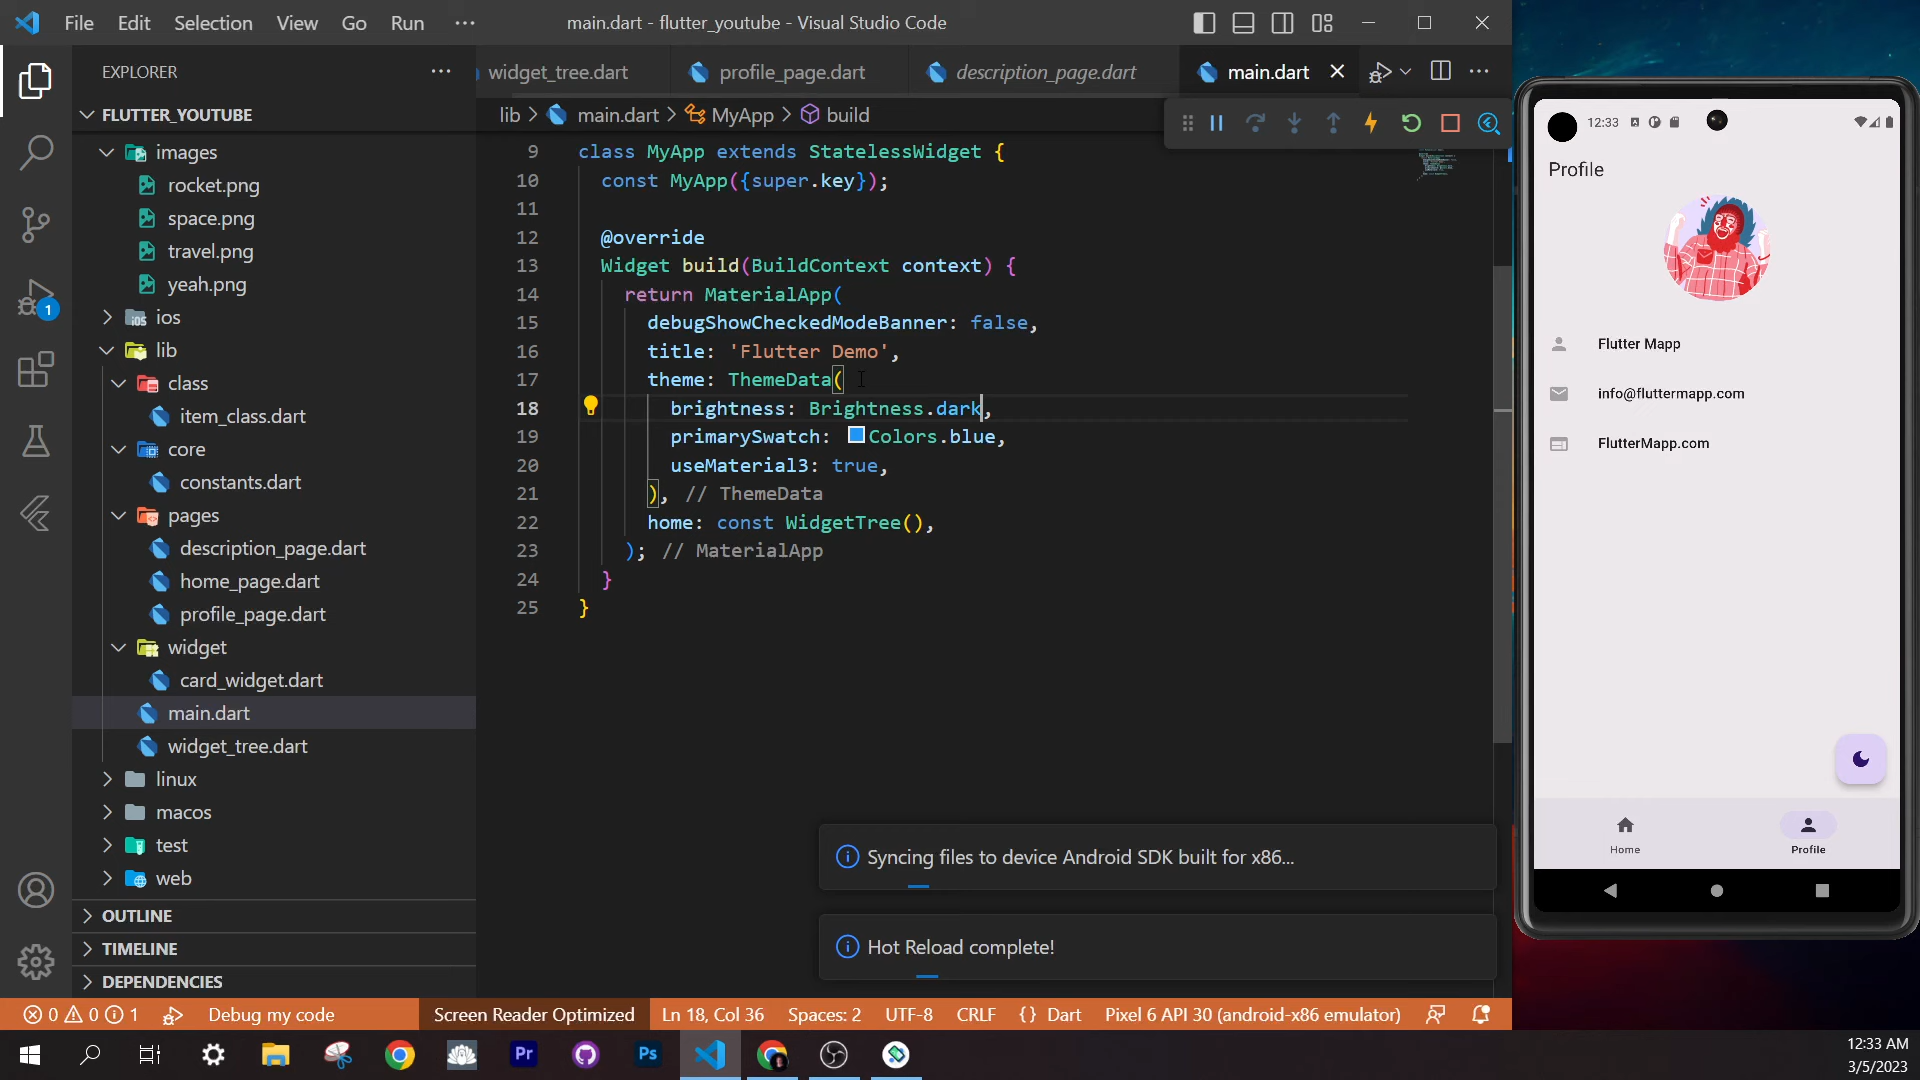 File Edit Selection View Go Run ··· main.dart - flutter_youtube - Visual Studio Code
EXPLORER ···
FLUTTER_YOUTUBE
images
rocket.png
space.png
travel.png
yeah.png
ios
lib
class
item_class.dart
core
constants.dart
pages
description_page.dart
home_page.dart
profile_page.dart
widget
card_widget.dart
main.dart
widget_tree.dart
linux
macos
test
web
OUTLINE
TIMELINE
DEPENDENCIES
1
widget_tree.dart profile_page.dart description_page.dart main.dart
lib > main.dart > MyApp > build
9 class MyApp extends StatelessWidget {
10 const MyApp({super.key});
11
12 @override
13 Widget build(BuildContext context) {
14 return MaterialApp(
15 debugShowCheckedModeBanner: false,
16 title: 'Flutter Demo',
17 theme: ThemeData(
18 brightness: Brightness.dark,
19 primarySwatch: Colors.blue,
20 useMaterial3: true,
21 ), // ThemeData
22 home: const WidgetTree(),
23 ); // MaterialApp
24 }
25 }
Syncing files to device Android SDK built for x86...
Hot Reload complete!
12:33
Profile
Flutter Mapp
info@fluttermapp.com
FlutterMapp.com
Home Profile
0 0 1 Debug my code Screen Reader Optimized Ln 18, Col 36 Spaces: 2 UTF-8 CRLF {} Dart Pixel 6 API 30 (android-x86 emulator)
Pr Ps
12:33 AM
3/5/2023